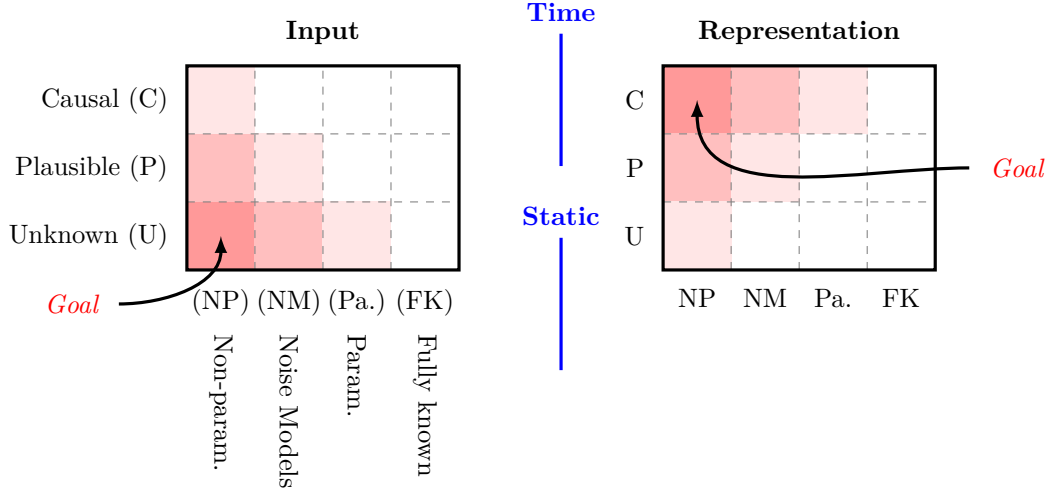 Time
Input
Representation
Causal (C)
Plausible (P)
Unknown (U)
C
P
U
Static
Goal
Goal
(NP) (NM) (Pa.) (FK)
NP NM Pa. FK
Non-param.
Noise Models
Param.
Fully known